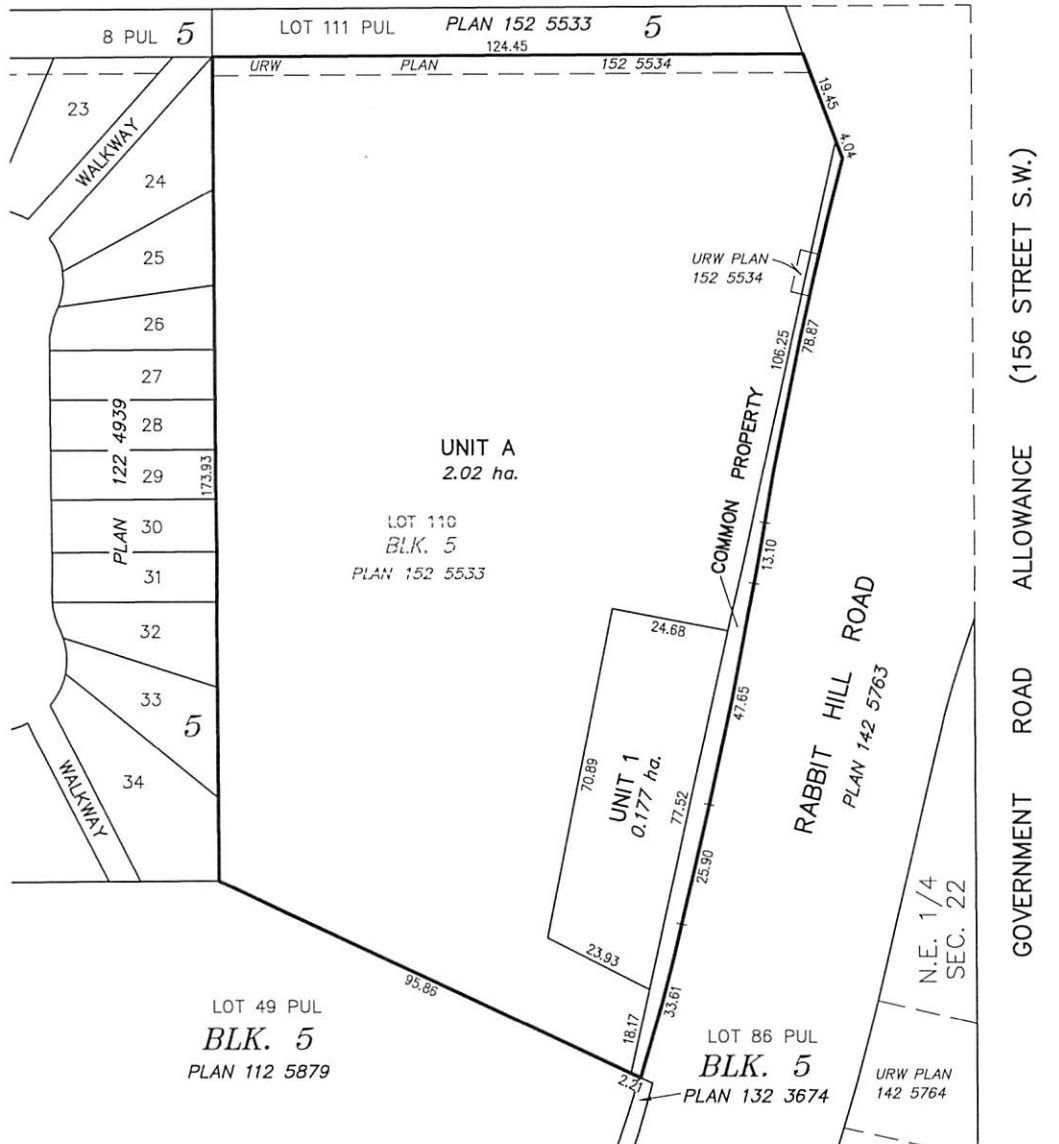 8 PUL 5
LOT 111 PUL
PLAN 152 5533
5
124.45
URW PLAN 152 5534
19.45
4.04
23
WALKWAY
24
25
26
27
28
29
30
31
32
33
5
34
WALKWAY
PLAN 122 4939
173.93
URW PLAN
152 5534
106.25
78.87
UNIT A
2.02 ha.
LOT 110
BLK. 5
PLAN 152 5533
COMMON PROPERTY
13.10
24.68
47.65
70.89
UNIT 1
0.177 ha.
77.52
25.90
23.93
33.61
18.17
95.86
2.21
RABBIT HILL ROAD
PLAN 142 5763
GOVERNMENT ROAD ALLOWANCE (156 STREET S.W.)
N.E. 1/4
SEC. 22
LOT 49 PUL
BLK. 5
PLAN 112 5879
LOT 86 PUL
BLK. 5
PLAN 132 3674
URW PLAN
142 5764